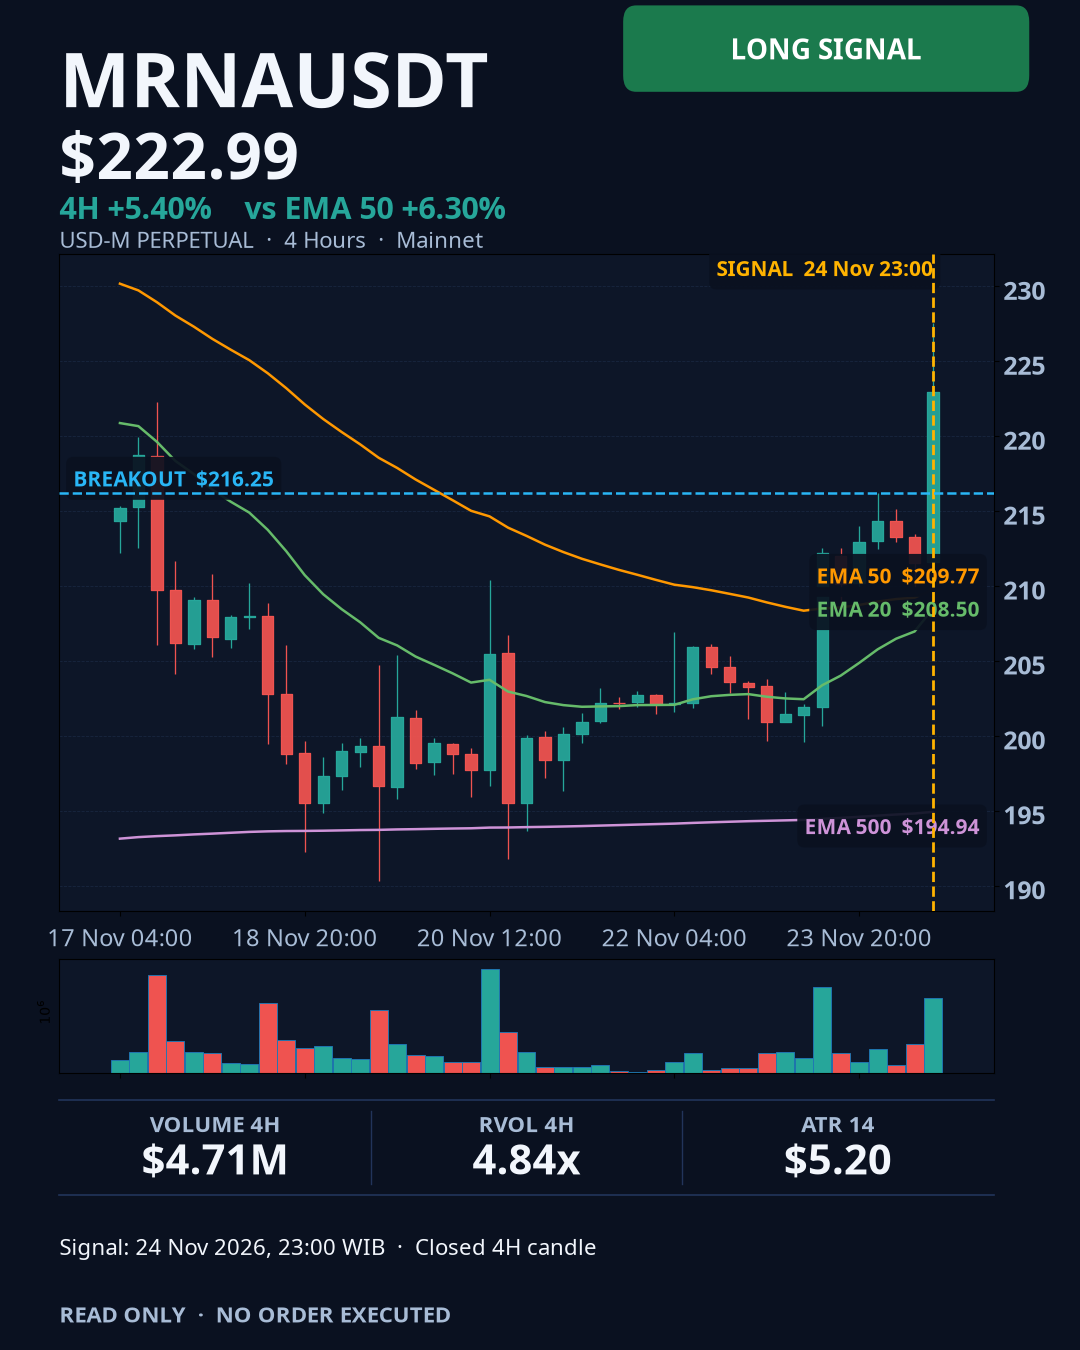 LONG SIGNAL
MRNAUSDT
$222.99
4H +5.40% vs EMA 50 +6.30%
USD-M PERPETUAL · 4 Hours · Mainnet
SIGNAL 24 Nov 23:00
230
225
220
BREAKOUT $216.25
215
210
EMA 50 $209.77
EMA 20 $208.50
205
200
195
EMA 500 $194.94
190
17 Nov 04:00 18 Nov 20:00 20 Nov 12:00 22 Nov 04:00 23 Nov 20:00
10⁶
VOLUME 4H RVOL 4H ATR 14
$4.71M 4.84x $5.20
Signal: 24 Nov 2026, 23:00 WIB · Closed 4H candle
READ ONLY · NO ORDER EXECUTED